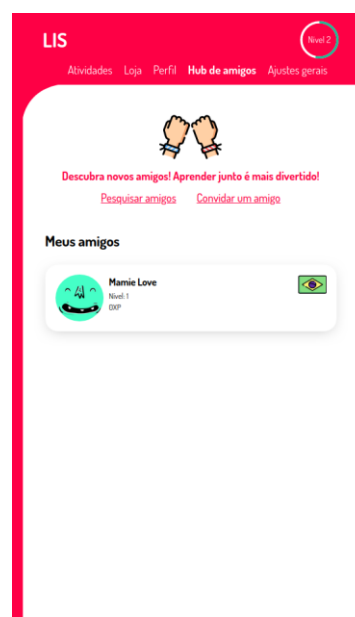 LIS
Nível 2
Atividades Loja Perfil Hub de amigos Ajustes gerais
Descubra novos amigos! Aprender junto é mais divertido!
Pesquisar amigos Convidar um amigo
Meus amigos
Mamie Love
Nível: 1
0XP